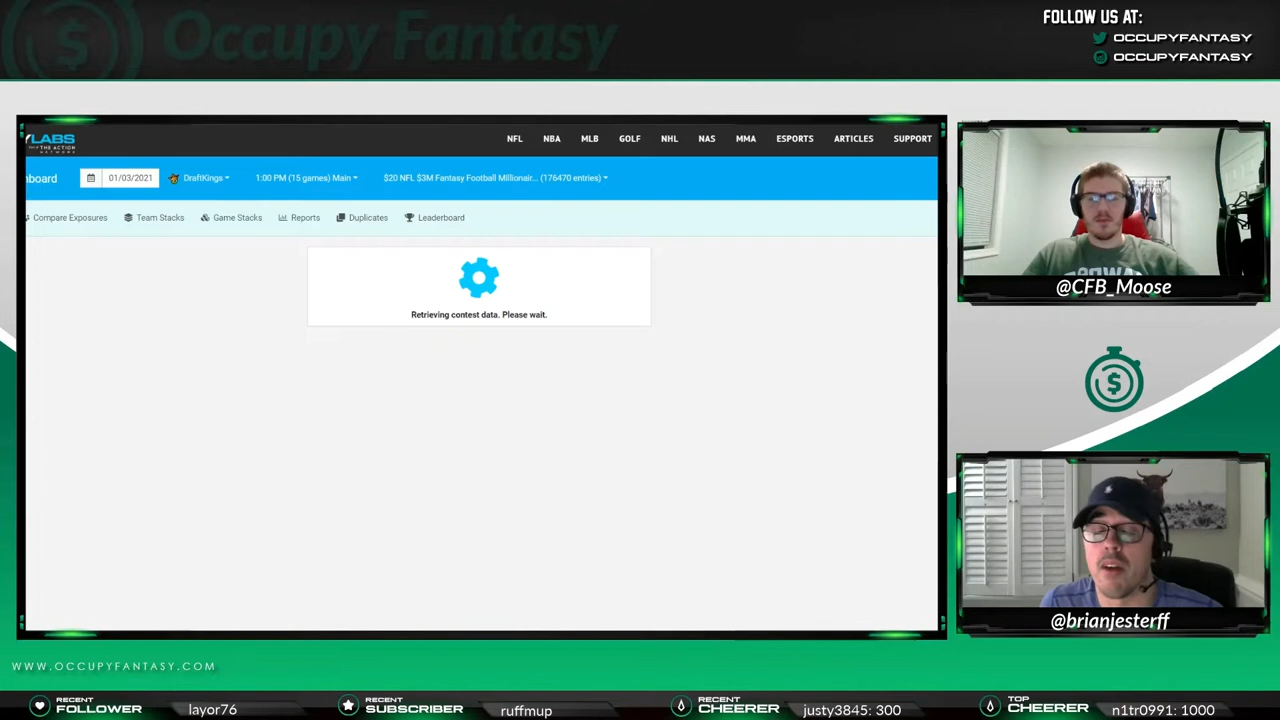 Occupy Fantasy
FOLLOW US AT:
OCCUPYFANTASY
OCCUPYFANTASY
LABS
THE ACTION
NETWORK
NFL NBA MLB GOLF NHL NAS MMA ESPORTS ARTICLES SUPPORT
board 01/03/2021 DraftKings 1:00 PM (15 games) Main $20 NFL $3M Fantasy Football Millionair... (176470 entries)
Compare Exposures Team Stacks Game Stacks Reports Duplicates Leaderboard
Retrieving contest data. Please wait.
@CFB_Moose
@brianjesterff
WWW.OCCUPYFANTASY.COM
RECENT FOLLOWER layor76 RECENT SUBSCRIBER ruffmup RECENT CHEERER justy3845: 300 TOP CHEERER n1tr0991: 1000